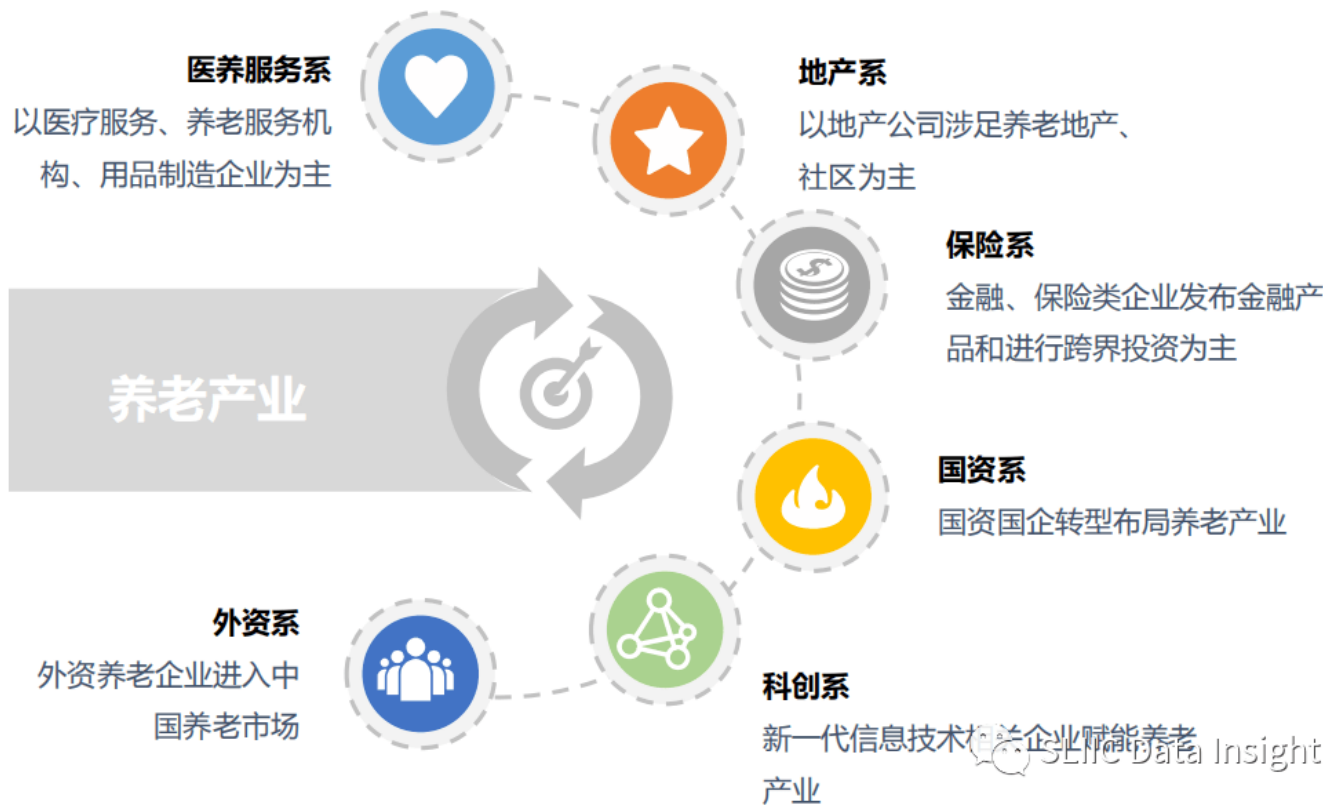 医养服务系
以医疗服务、养老服务机
构、用品制造企业为主
地产系
以地产公司涉足养老地产、
社区为主
保险系
金融、保险类企业发布金融产
品和进行跨界投资为主
养老产业
国资系
国资国企转型布局养老产业
外资系
外资养老企业进入中
国养老市场
科创系
新一代信息技术相关企业赋能养老
产业
SLIIC Data Insight